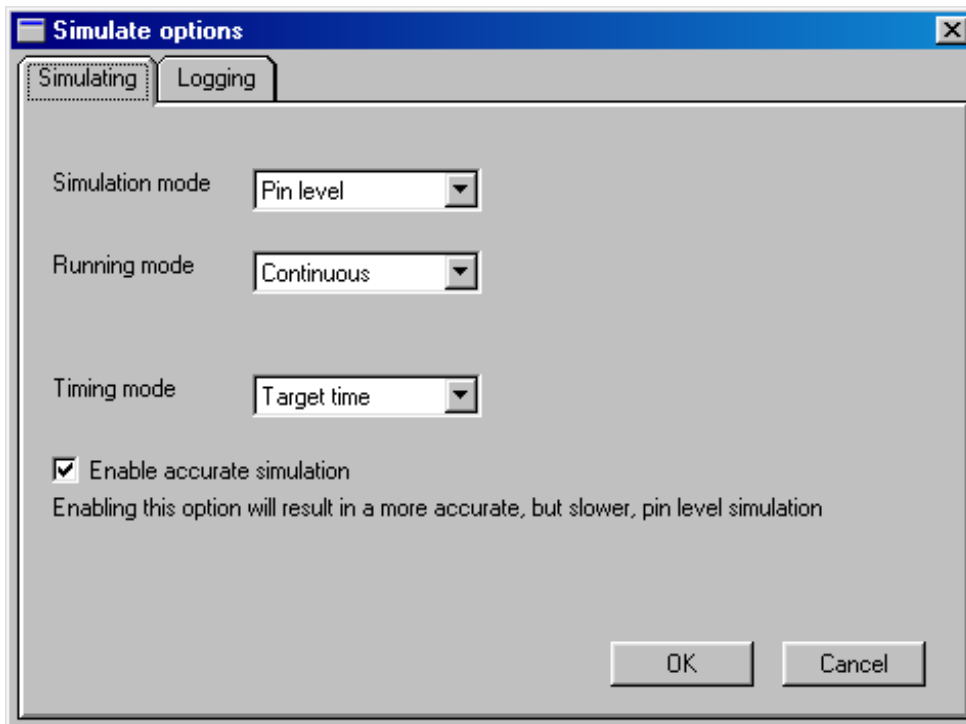 Simulate options
Simulating
Logging
Simulation mode
Pin level
Running mode
Continuous
Timing mode
Target time
Enable accurate simulation
Enabling this option will result in a more accurate, but slower, pin level simulation
OK
Cancel